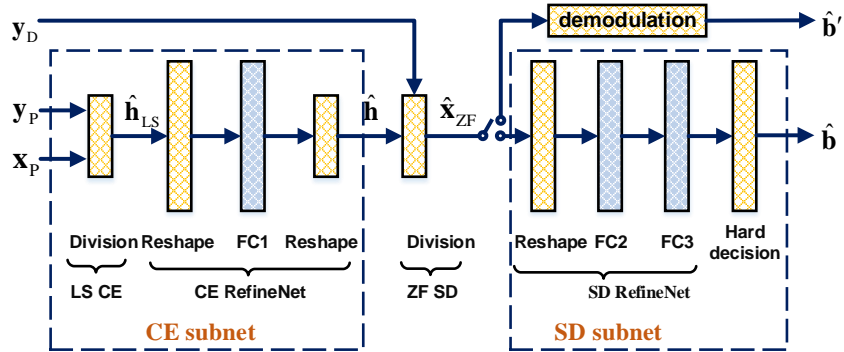 y_D
demodulation
b̂′
y_P
x_P
ĥ_LS
ĥ
x̂_ZF
b̂
Division Reshape FC1 Reshape Division Reshape FC2 FC3 Hard decision
LS CE CE RefineNet ZF SD SD RefineNet
CE subnet SD subnet